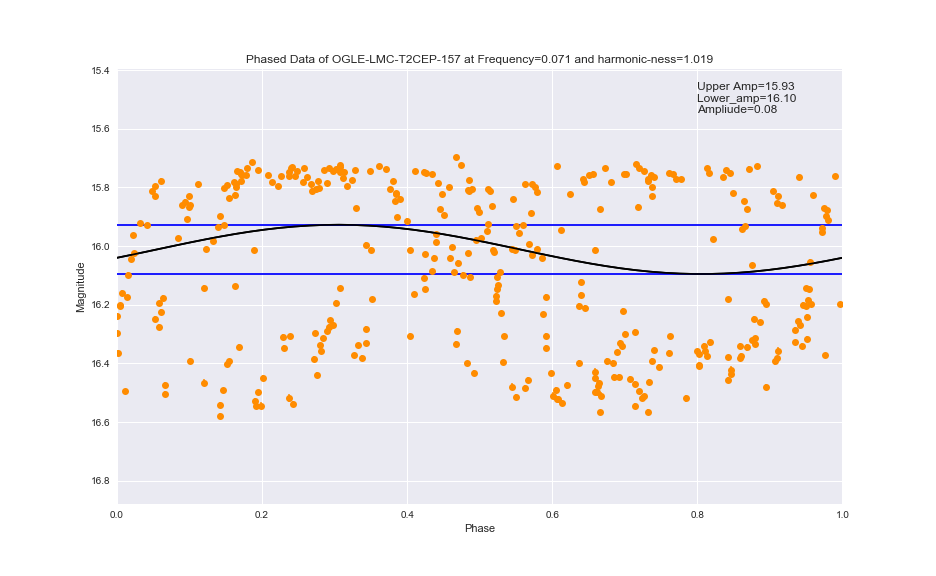 Phased Data of OGLE-LMC-T2CEP-157 at Frequency=0.071 and harmonic-ness=1.019
Upper Amp=15.93
Lower_amp=16.10
Ampliude=0.08
15.4
15.6
15.8
16.0
16.2
16.4
16.6
16.8
Magnitude
0.0 0.2 0.4 0.6 0.8 1.0
Phase